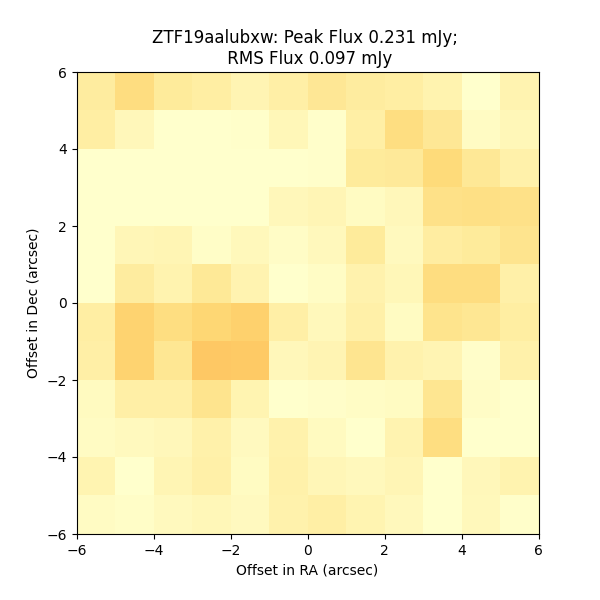 ZTF19aalubxw: Peak Flux 0.231 mJy;
RMS Flux 0.097 mJy
6
4
2
0
−2
−4
−6
Offset in Dec (arcsec)
−6 −4 −2 0 2 4 6
Offset in RA (arcsec)